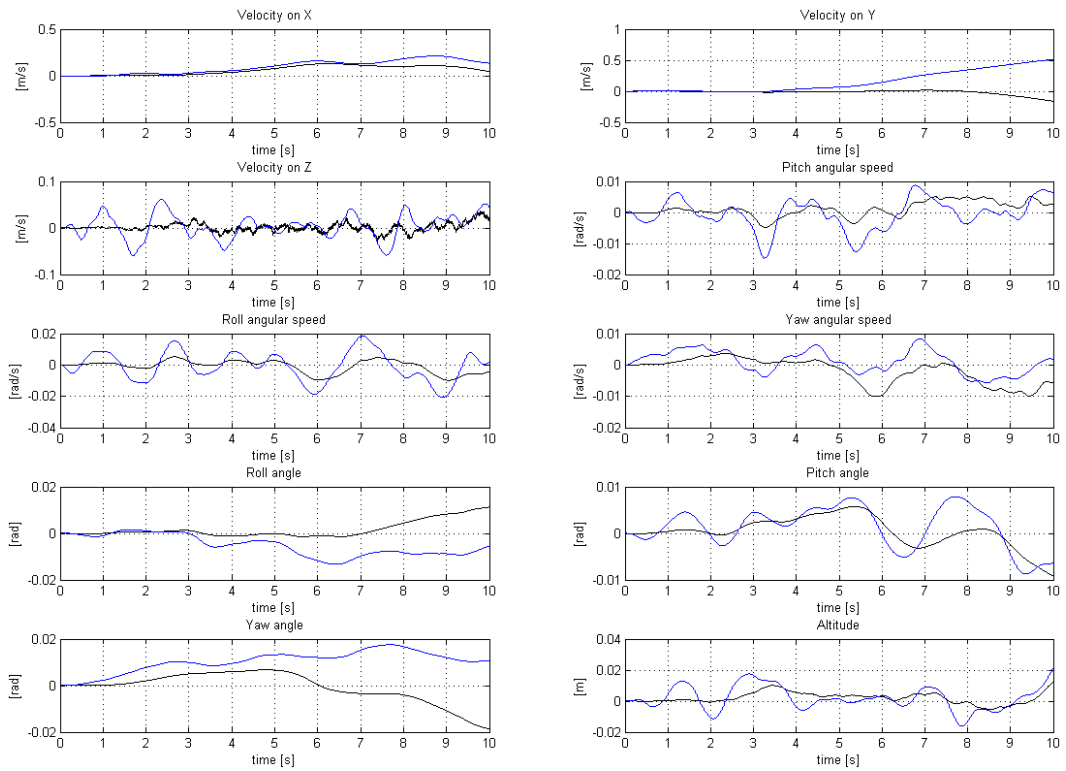 Velocity on X
0.5
0
-0.5
[m/s]
0 1 2 3 4 5 6 7 8 9 10
time [s]
Velocity on Y
1
0.5
0
-0.5
[m/s]
0 1 2 3 4 5 6 7 8 9 10
time [s]
Velocity on Z
0.1
0
-0.1
[m/s]
0 1 2 3 4 5 6 7 8 9 10
time [s]
Pitch angular speed
0.01
0
-0.01
-0.02
[rad/s]
0 1 2 3 4 5 6 7 8 9 10
time [s]
Roll angular speed
0.02
0
-0.02
-0.04
[rad/s]
0 1 2 3 4 5 6 7 8 9 10
time [s]
Yaw angular speed
0.01
0
-0.01
-0.02
[rad/s]
0 1 2 3 4 5 6 7 8 9 10
time [s]
Roll angle
0.02
0
-0.02
[rad]
0 1 2 3 4 5 6 7 8 9 10
time [s]
Pitch angle
0.01
0
-0.01
[rad]
0 1 2 3 4 5 6 7 8 9 10
time [s]
Yaw angle
0.02
0
-0.02
[rad]
0 1 2 3 4 5 6 7 8 9 10
time [s]
Altitude
0.04
0.02
0
-0.02
[m]
0 1 2 3 4 5 6 7 8 9 10
time [s]